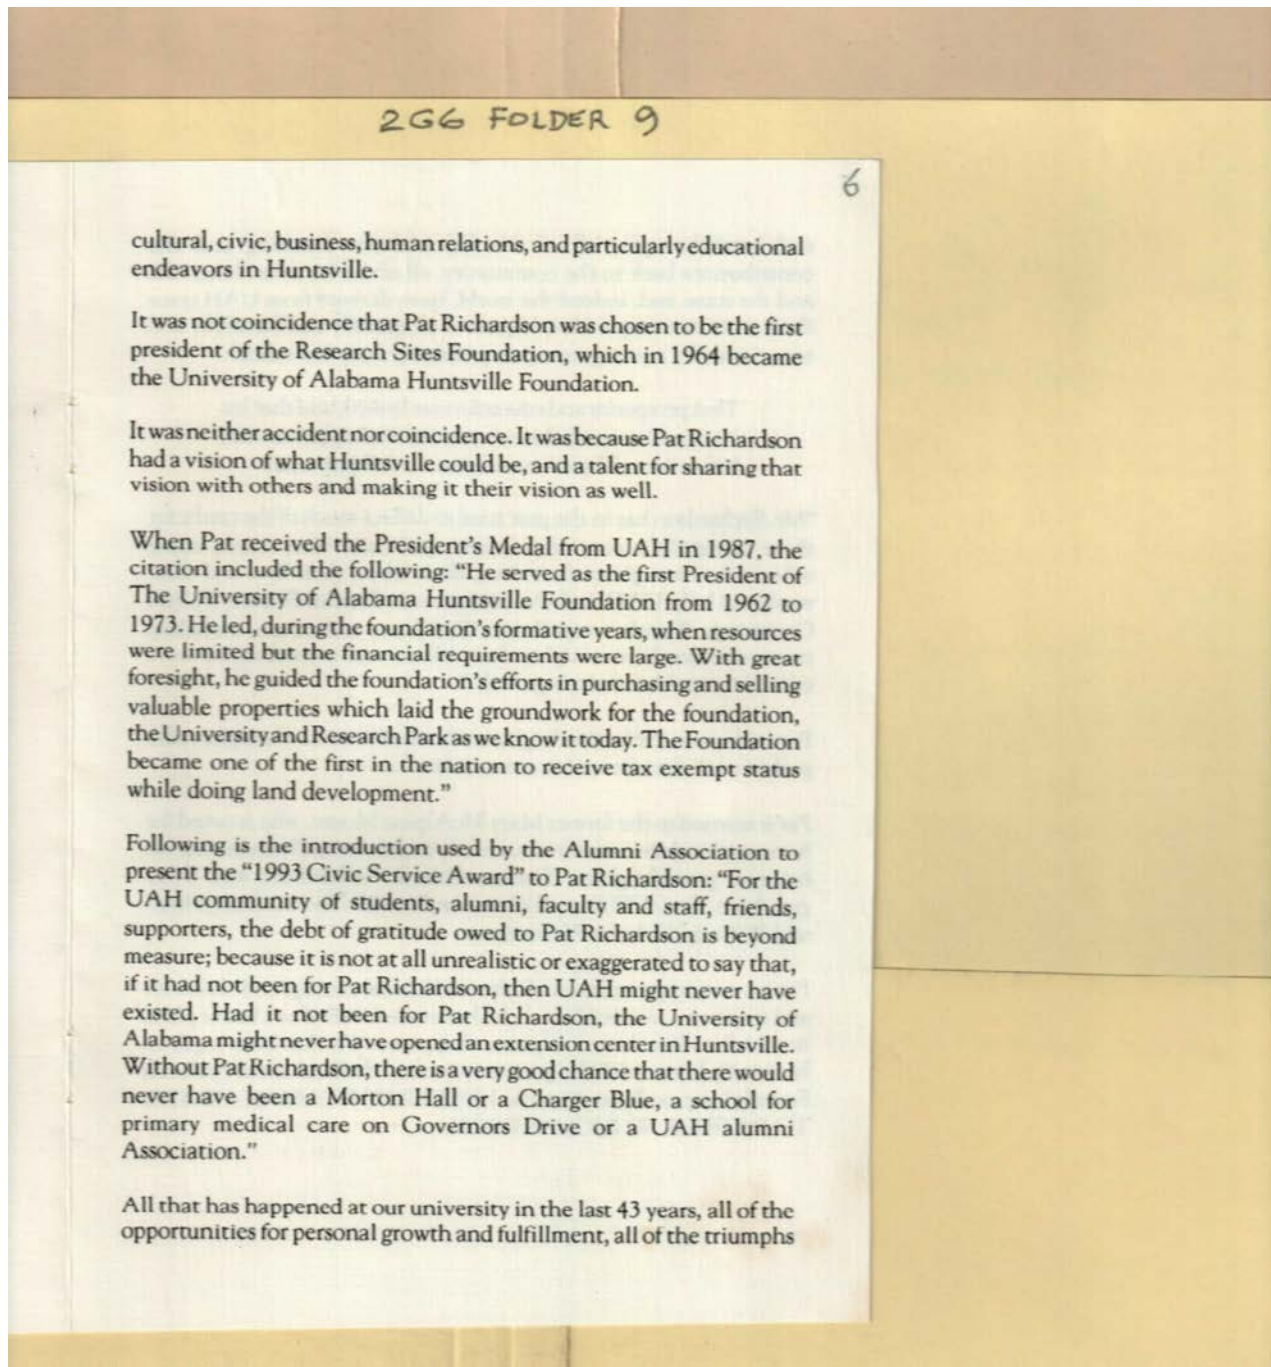 2G6 FOLDER 9
6
cultural, civic, business, human relations, and particularly educational
endeavors in Huntsville.
It was not coincidence that Pat Richardson was chosen to be the first
president of the Research Sites Foundation, which in 1964 became
the University of Alabama Huntsville Foundation.
It was neither accident nor coincidence. It was because Pat Richardson
had a vision of what Huntsville could be, and a talent for sharing that
vision with others and making it their vision as well.
When Pat received the President's Medal from UAH in 1987, the
citation included the following: “He served as the first President of
The University of Alabama Huntsville Foundation from 1962 to
1973. He led, during the foundation's formative years, when resources
were limited but the financial requirements were large. With great
foresight, he guided the foundation's efforts in purchasing and selling
valuable properties which laid the groundwork for the foundation,
the University and Research Park as we know it today. The Foundation
became one of the first in the nation to receive tax exempt status
while doing land development.”
Following is the introduction used by the Alumni Association to
present the “1993 Civic Service Award” to Pat Richardson: “For the
UAH community of students, alumni, faculty and staff, friends,
supporters, the debt of gratitude owed to Pat Richardson is beyond
measure; because it is not at all unrealistic or exaggerated to say that,
if it had not been for Pat Richardson, then UAH might never have
existed. Had it not been for Pat Richardson, the University of
Alabama might never have opened an extension center in Huntsville.
Without Pat Richardson, there is a very good chance that there would
never have been a Morton Hall or a Charger Blue, a school for
primary medical care on Governors Drive or a UAH alumni
Association.”
All that has happened at our university in the last 43 years, all of the
opportunities for personal growth and fulfillment, all of the triumphs